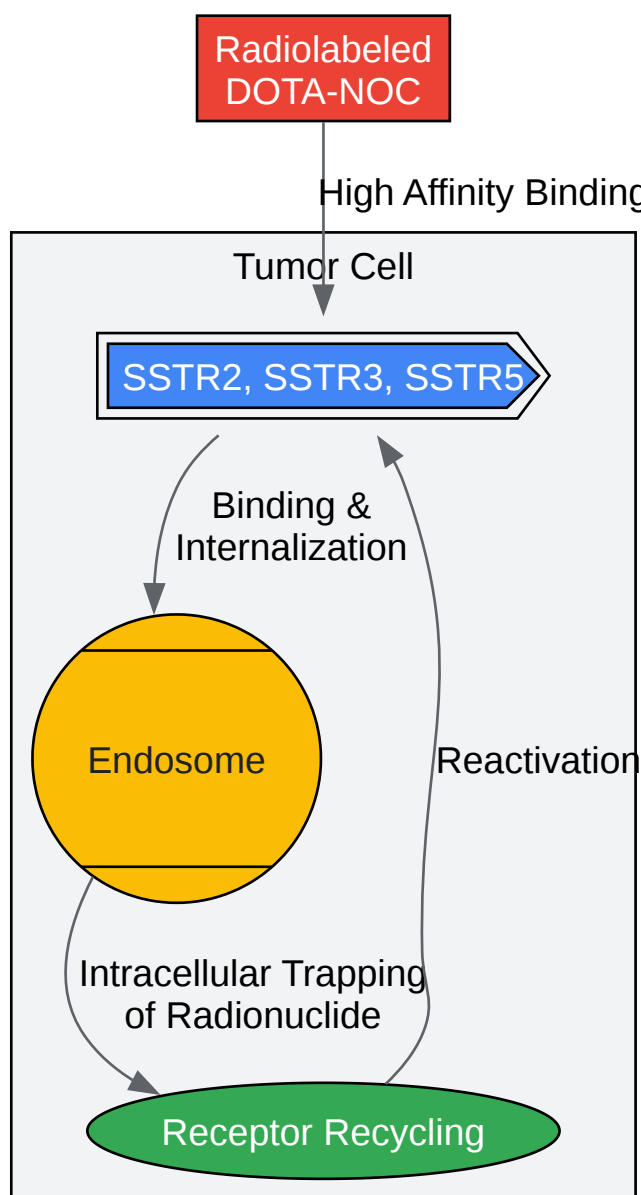 Radiolabeled
DOTA-NOC
High Affinity Binding
Tumor Cell
SSTR2, SSTR3, SSTR5
Binding &
Internalization
Endosome
Reactivation
Intracellular Trapping
of Radionuclide
Receptor Recycling